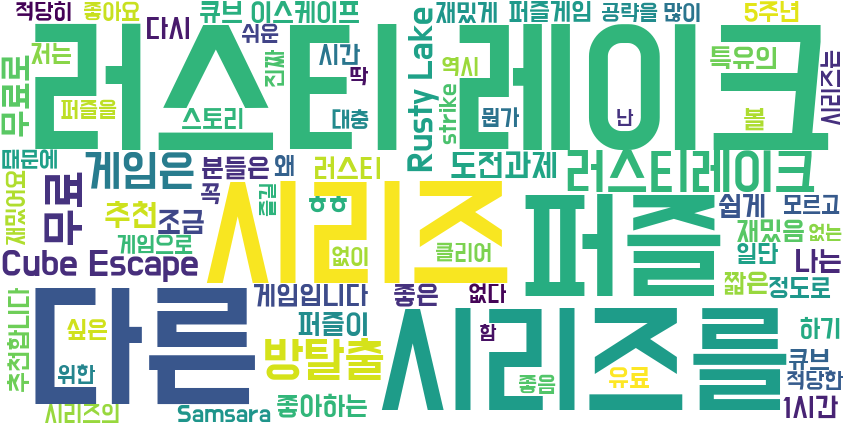 적당히 좋아요 다시 큐브 이스케이프 재밌게 퍼즐게임 공략을 많이 5주년
쉬운
저는 러스티 레이크 진짜 시간 딱 Rusty Lake 역시 특유의 시리즈는
무료로 퍼즐을 스토리 대충 strike 뭔가 난 볼
때문에 게임은 분들은 왜 러스티 도전과제 러스티레이크
재밌어요 무료 추천 조금 꼭 시리즈 즐길 ㅎㅎ 퍼즐 쉽게 모르고
게임으로 없이 클리어 재밌음 없는
Cube Escape 일단 나는
다른 게임입니다 좋은 없다 짧은 정도로
추천합니다 싶은 퍼즐이 시리즈를 함 하기
위한 방탈출 좋음 유료 큐브
적당한
시리즈의 Samsara 좋아하는 1시간